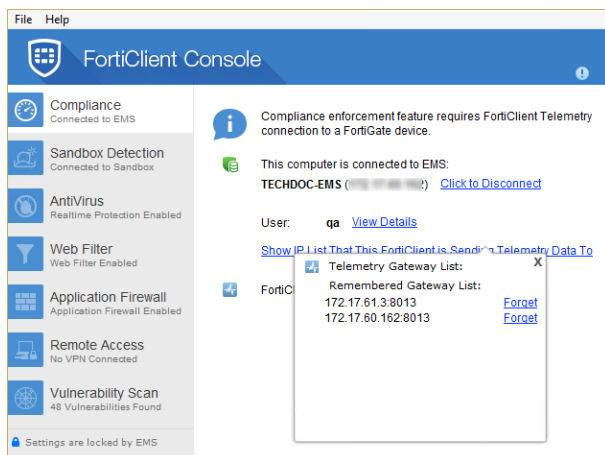 File Help
FortiClient Console
Compliance
Connected to EMS
Sandbox Detection
Connected to Sandbox
AntiVirus
Realtime Protection Enabled
Web Filter
Web Filter Enabled
Application Firewall
Application Firewall Enabled
Remote Access
No VPN Connected
Vulnerability Scan
48 Vulnerabilities Found
Settings are locked by EMS
Compliance enforcement feature requires FortiClient Telemetry
connection to a FortiGate device.
This computer is connected to EMS:
TECHDOC-EMS ( ) Click to Disconnect
User: qa View Details
Show IP List That This FortiClient is Sending Telemetry Data To
FortiCl
X
Telemetry Gateway List:
Remembered Gateway List:
172.17.61.3:8013 Forget
172.17.60.162:8013 Forget